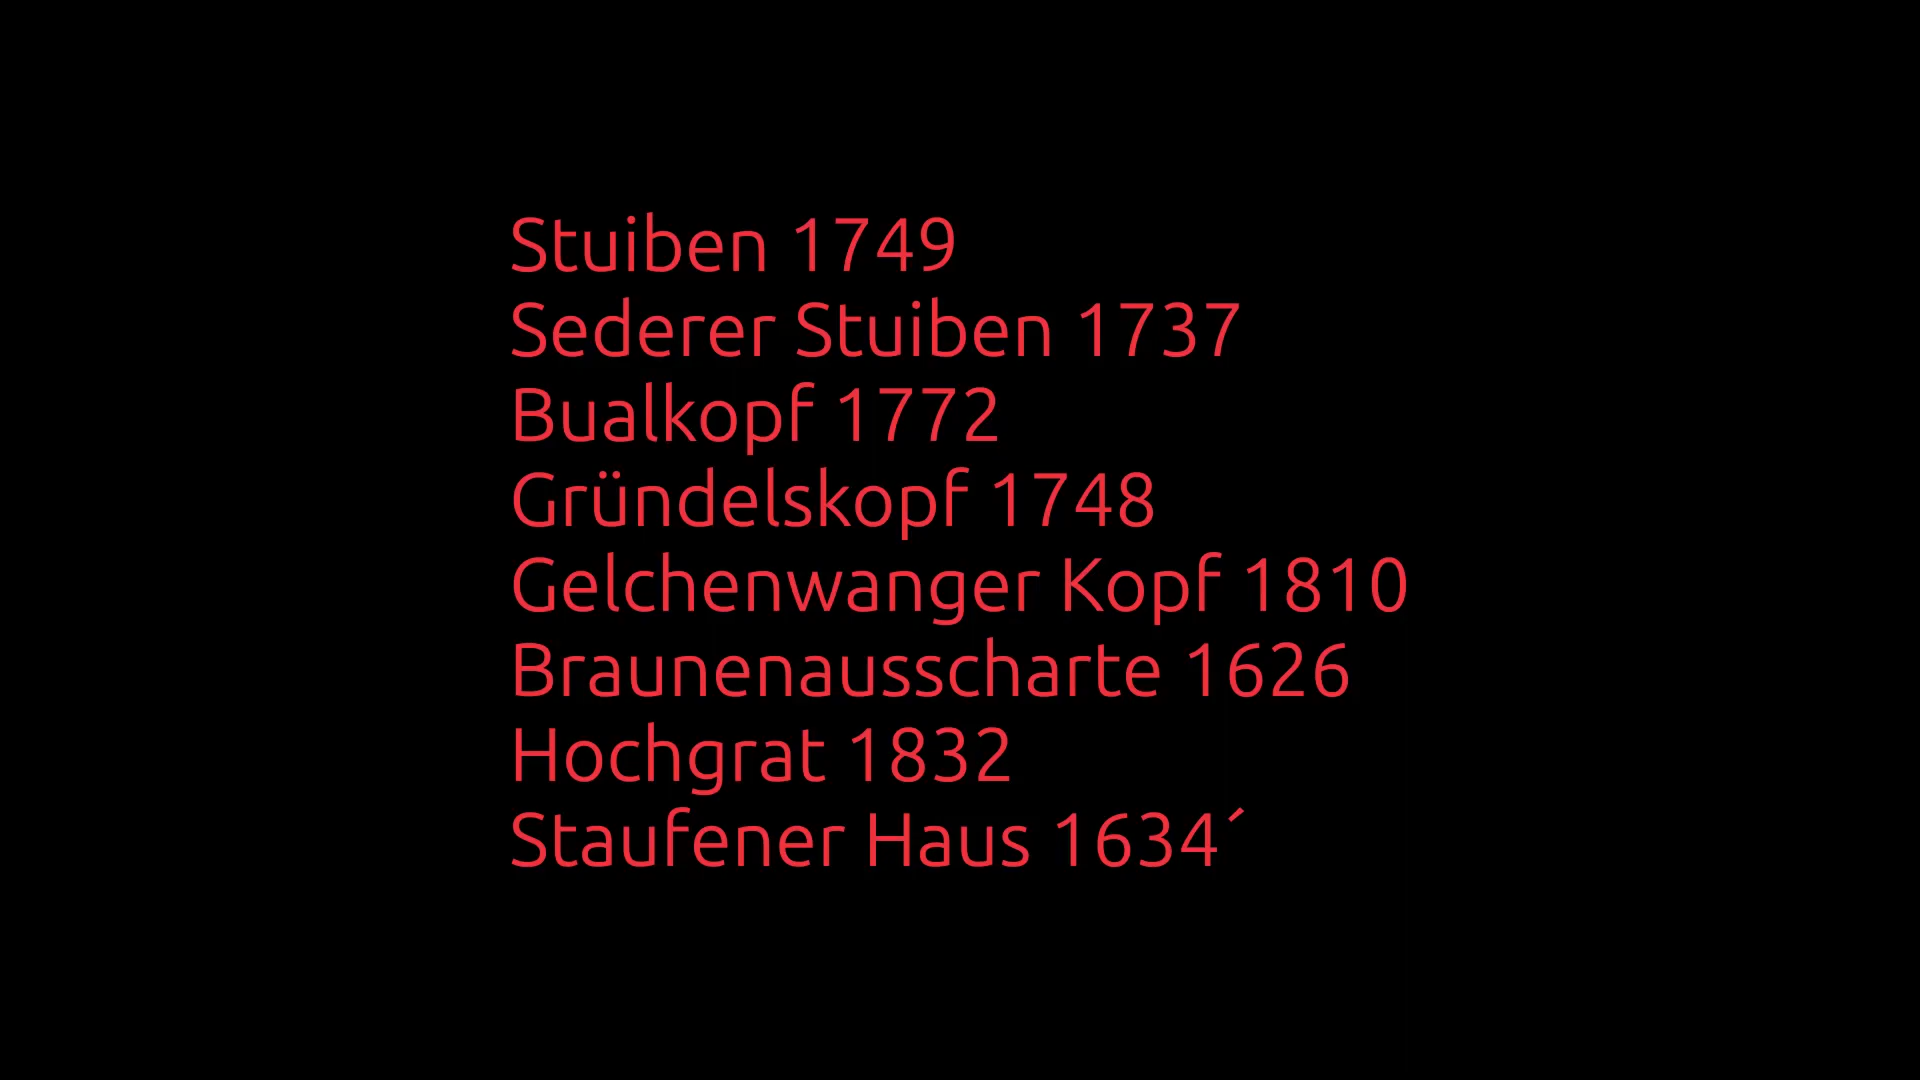 Stuiben 1749
Sederer Stuiben 1737
Bualkopf 1772
Gründelskopf 1748
Gelchenwanger Kopf 1810
Braunenausscharte 1626
Hochgrat 1832
Staufener Haus 1634´